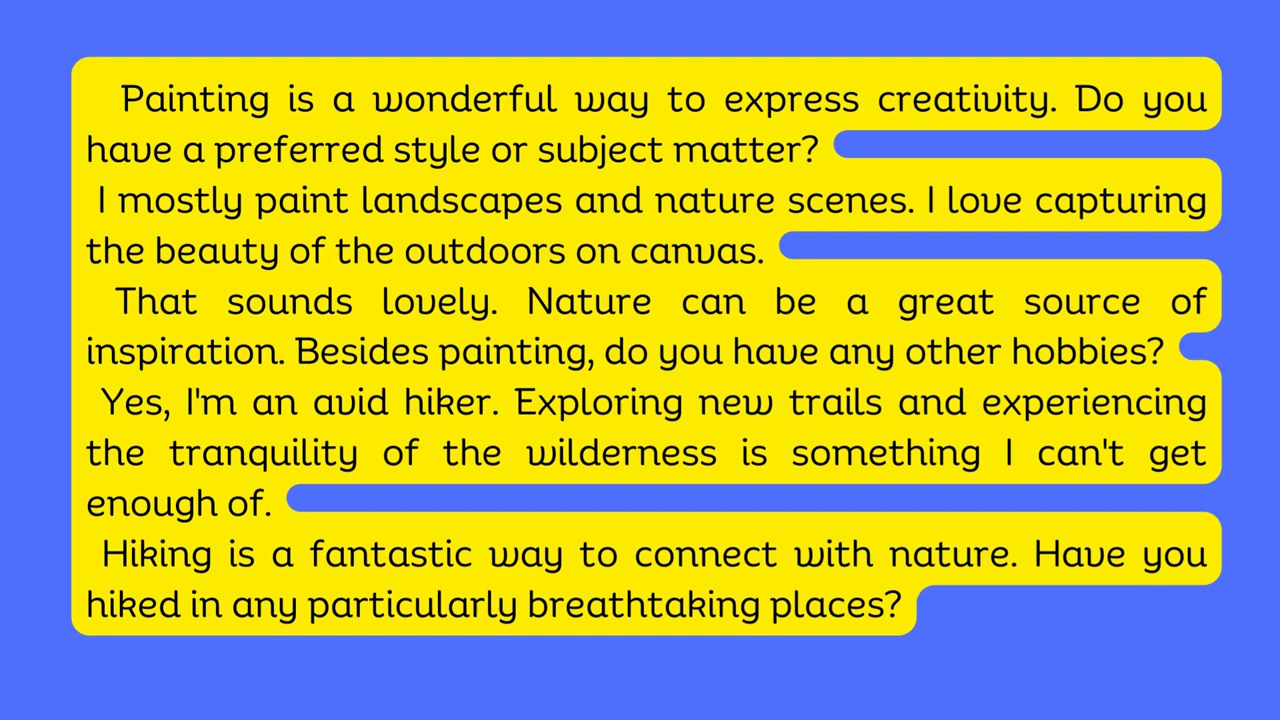 Painting is a wonderful way to express creativity. Do you
have a preferred style or subject matter?
I mostly paint landscapes and nature scenes. I love capturing
the beauty of the outdoors on canvas.
That sounds lovely. Nature can be a great source of
inspiration. Besides painting, do you have any other hobbies?
Yes, I'm an avid hiker. Exploring new trails and experiencing
the tranquility of the wilderness is something I can't get
enough of.
Hiking is a fantastic way to connect with nature. Have you
hiked in any particularly breathtaking places?